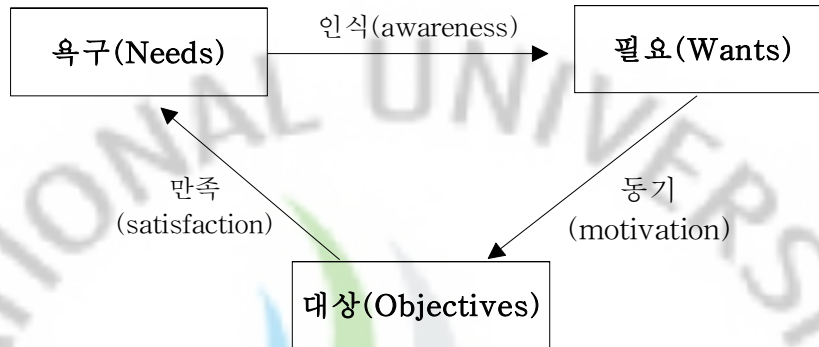 욕구(Needs)
인식(awareness)
필요(Wants)
만족
(satisfaction)
동기
(motivation)
대상(Objectives)